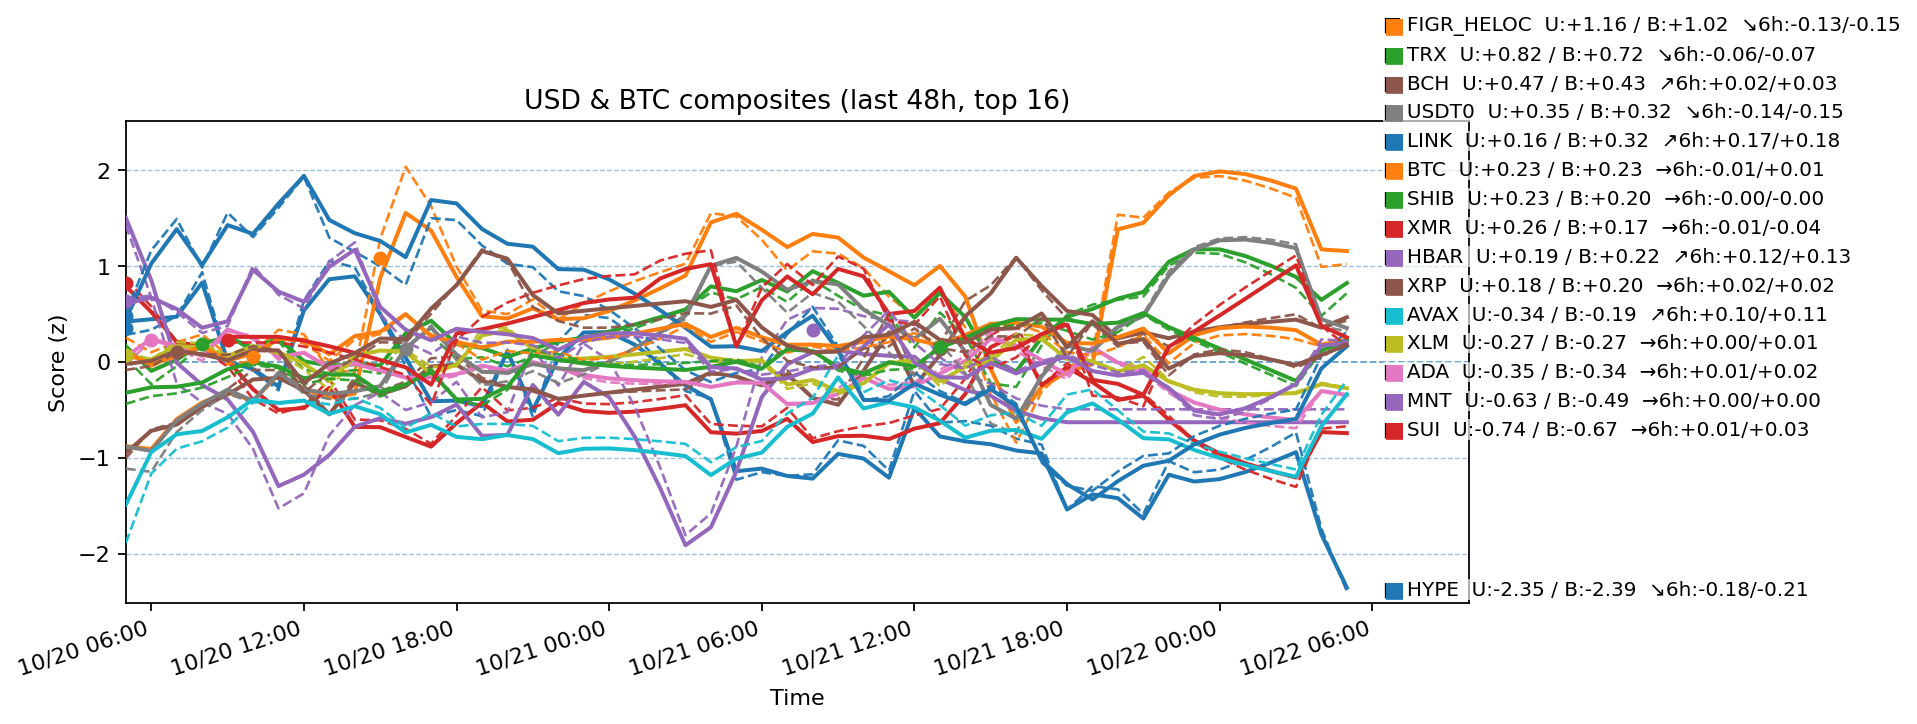 FIGR_HELOC U:+1.16 / B:+1.02 ↘6h:-0.13/-0.15
TRX U:+0.82 / B:+0.72 ↘6h:-0.06/-0.07
BCH U:+0.47 / B:+0.43 ↗6h:+0.02/+0.03
USD & BTC composites (last 48h, top 16)
USDT0 U:+0.35 / B:+0.32 ↘6h:-0.14/-0.15
LINK U:+0.16 / B:+0.32 ↗6h:+0.17/+0.18
BTC U:+0.23 / B:+0.23 →6h:-0.01/+0.01
SHIB U:+0.23 / B:+0.20 →6h:-0.00/-0.00
XMR U:+0.26 / B:+0.17 →6h:-0.01/-0.04
HBAR U:+0.19 / B:+0.22 ↗6h:+0.12/+0.13
XRP U:+0.18 / B:+0.20 →6h:+0.02/+0.02
AVAX U:-0.34 / B:-0.19 ↗6h:+0.10/+0.11
XLM U:-0.27 / B:-0.27 →6h:+0.00/+0.01
ADA U:-0.35 / B:-0.34 →6h:+0.01/+0.02
MNT U:-0.63 / B:-0.49 →6h:+0.00/+0.00
SUI U:-0.74 / B:-0.67 →6h:+0.01/+0.03
HYPE U:-2.35 / B:-2.39 ↘6h:-0.18/-0.21
Score (z)
2
1
0
−1
−2
10/20 06:00
10/20 12:00
10/20 18:00
10/21 00:00
10/21 06:00
10/21 12:00
10/21 18:00
10/22 00:00
10/22 06:00
Time